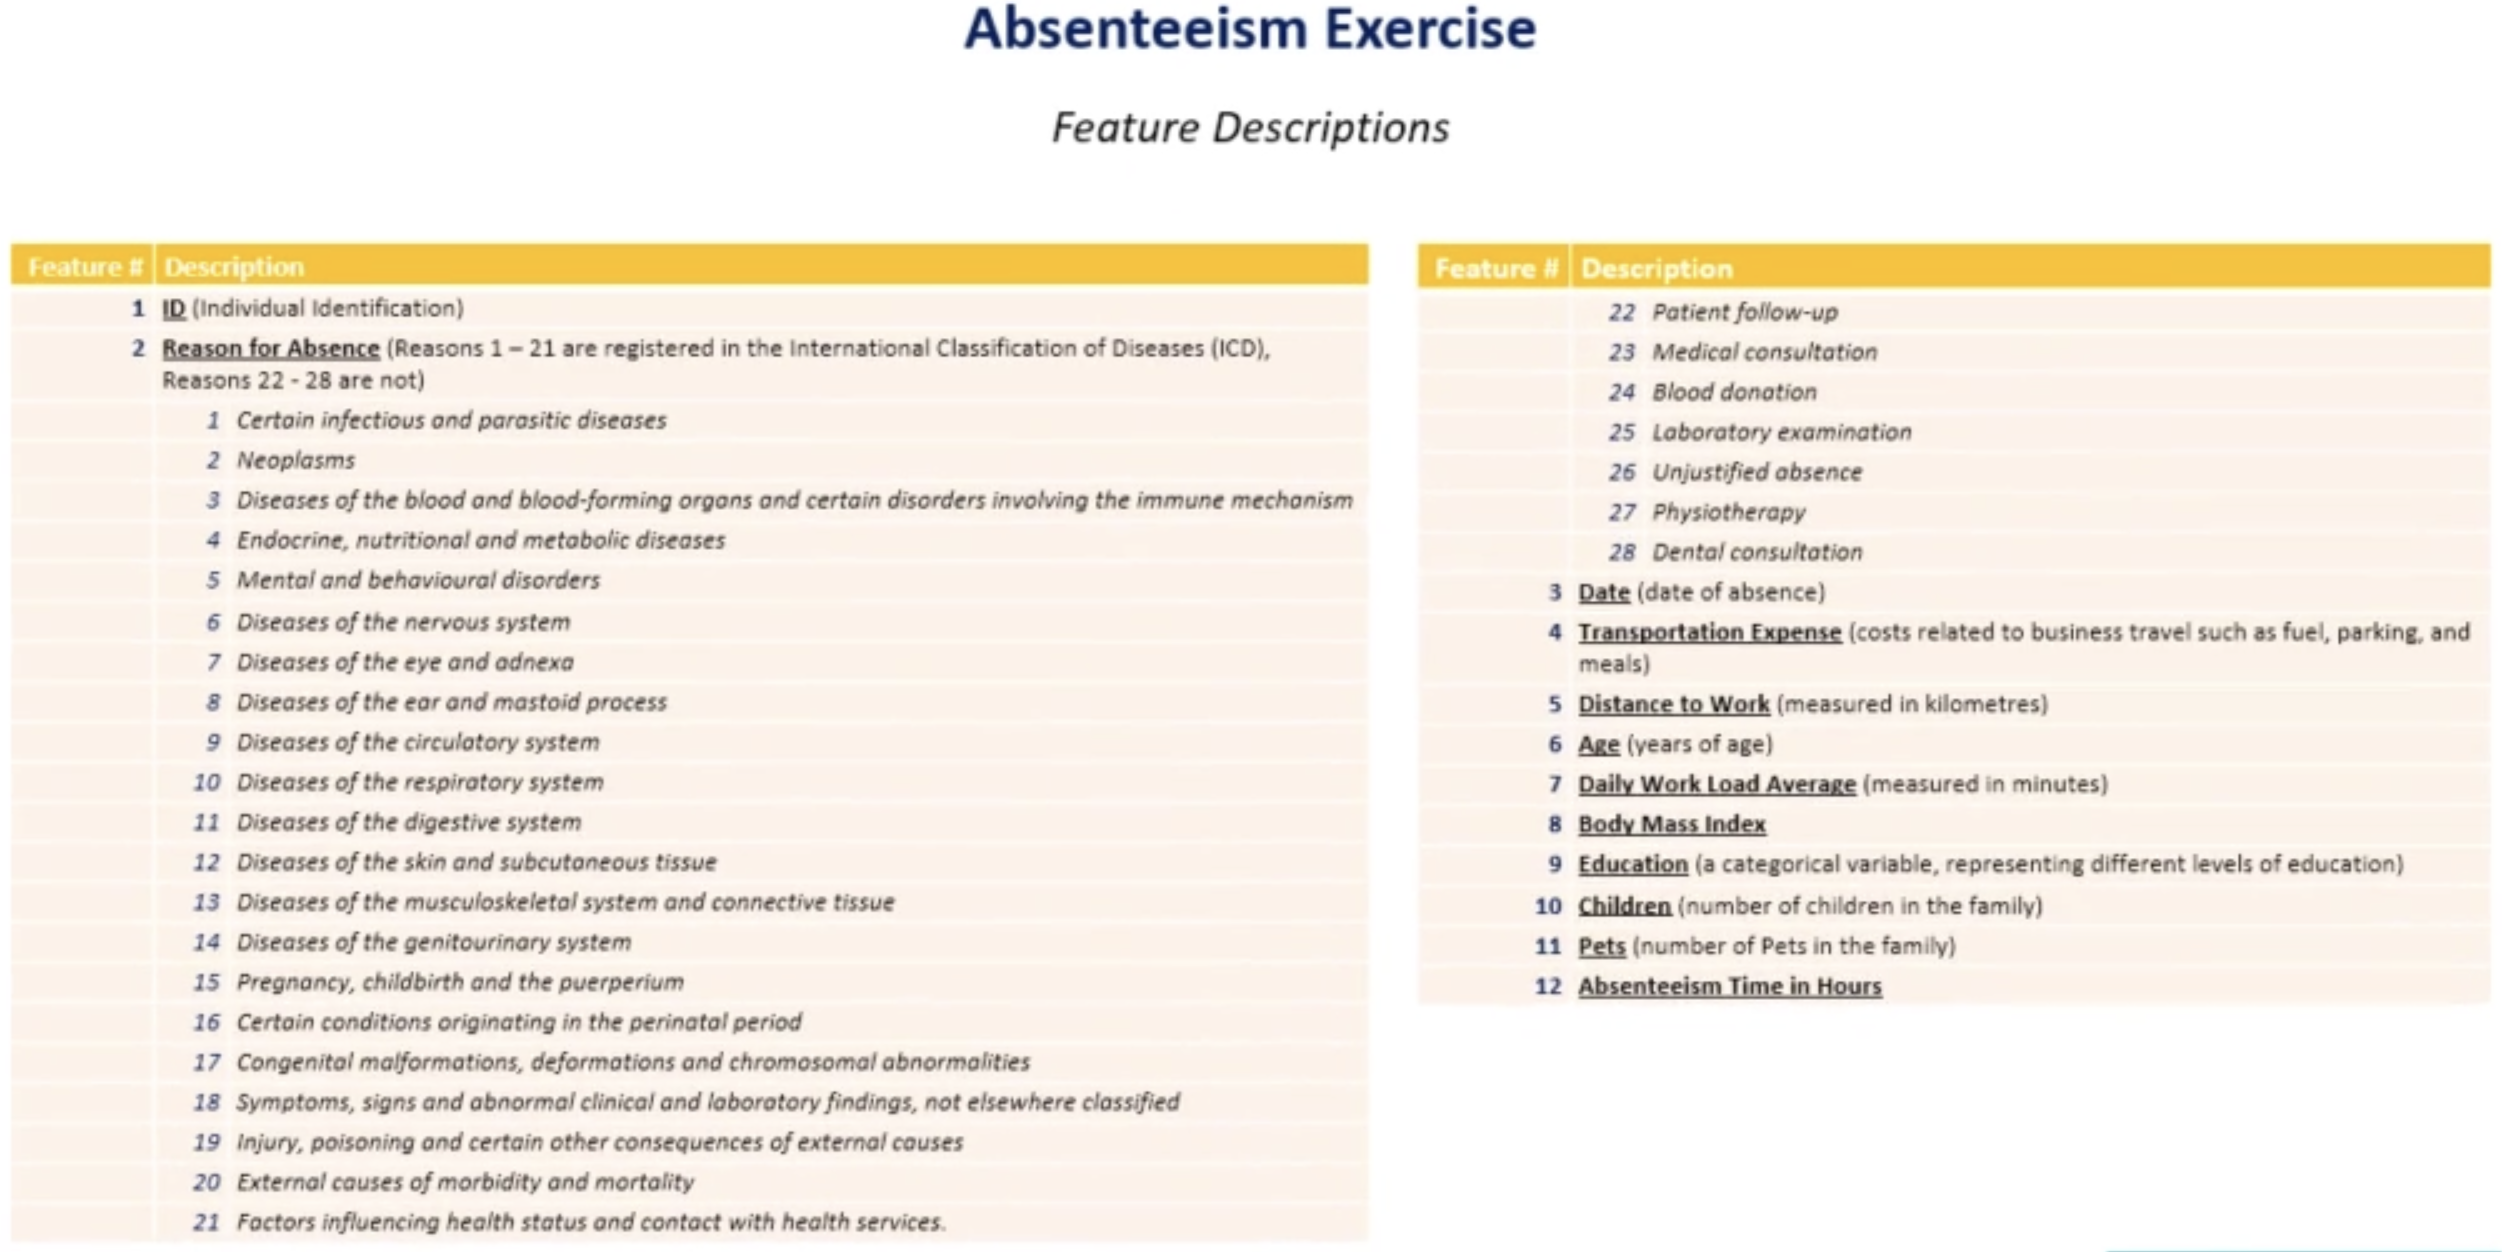 Absenteeism Exercise
Feature Descriptions
Feature # Description
1 ID (Individual Identification)
2 Reason for Absence (Reasons 1 – 21 are registered in the International Classification of Diseases (ICD),
Reasons 22 - 28 are not)
1 Certain infectious and parasitic diseases
2 Neoplasms
3 Diseases of the blood and blood-forming organs and certain disorders involving the immune mechanism
4 Endocrine, nutritional and metabolic diseases
5 Mental and behavioural disorders
6 Diseases of the nervous system
7 Diseases of the eye and adnexa
8 Diseases of the ear and mastoid process
9 Diseases of the circulatory system
10 Diseases of the respiratory system
11 Diseases of the digestive system
12 Diseases of the skin and subcutaneous tissue
13 Diseases of the musculoskeletal system and connective tissue
14 Diseases of the genitourinary system
15 Pregnancy, childbirth and the puerperium
16 Certain conditions originating in the perinatal period
17 Congenital malformations, deformations and chromosomal abnormalities
18 Symptoms, signs and abnormal clinical and laboratory findings, not elsewhere classified
19 Injury, poisoning and certain other consequences of external causes
20 External causes of morbidity and mortality
21 Factors influencing health status and contact with health services.
Feature # Description
22 Patient follow-up
23 Medical consultation
24 Blood donation
25 Laboratory examination
26 Unjustified absence
27 Physiotherapy
28 Dental consultation
3 Date (date of absence)
4 Transportation Expense (costs related to business travel such as fuel, parking, and
meals)
5 Distance to Work (measured in kilometres)
6 Age (years of age)
7 Daily Work Load Average (measured in minutes)
8 Body Mass Index
9 Education (a categorical variable, representing different levels of education)
10 Children (number of children in the family)
11 Pets (number of Pets in the family)
12 Absenteeism Time in Hours